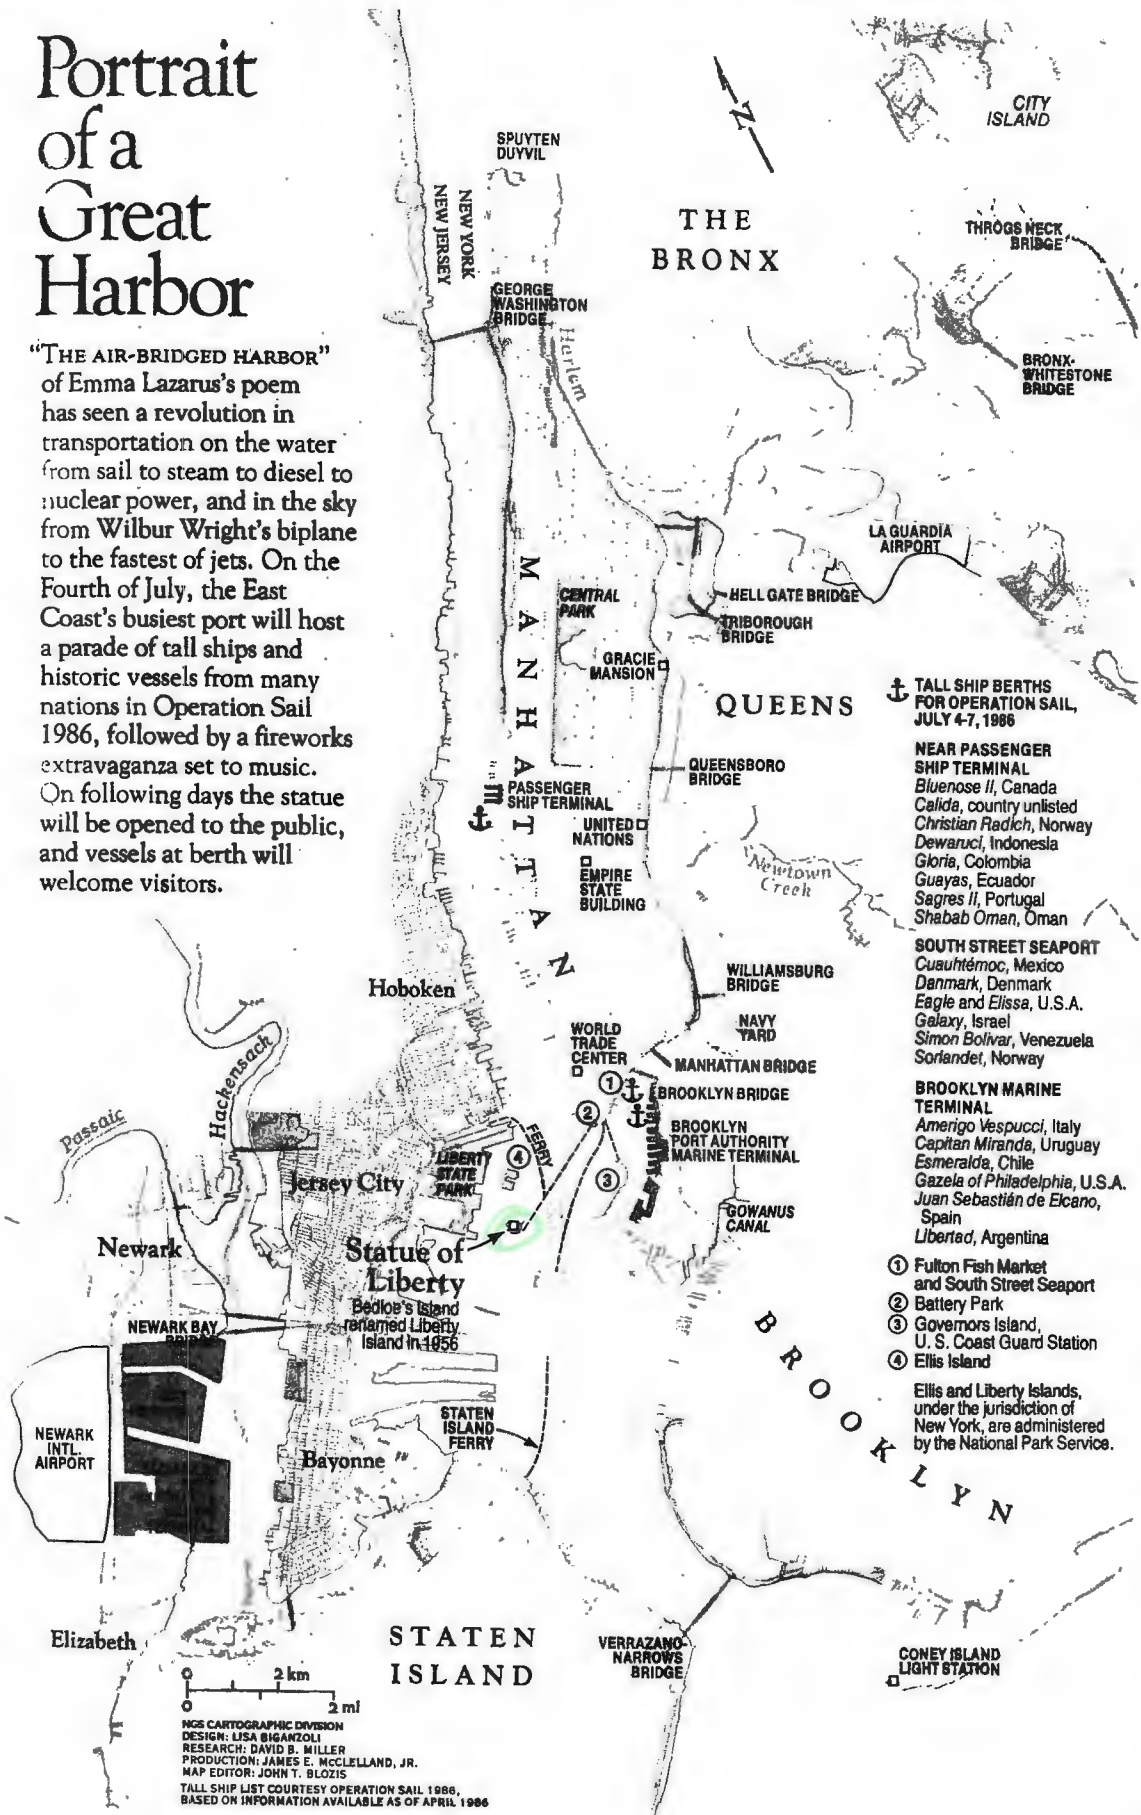 Portrait
of a
Great
Harbor
“THE AIR-BRIDGED HARBOR”
of Emma Lazarus's poem
has seen a revolution in
transportation on the water
from sail to steam to diesel to
nuclear power, and in the sky
from Wilbur Wright's biplane
to the fastest of jets. On the
Fourth of July, the East
Coast's busiest port will host
a parade of tall ships and
historic vessels from many
nations in Operation Sail
1986, followed by a fireworks
extravaganza set to music.
On following days the statue
will be opened to the public,
and vessels at berth will
welcome visitors.
N
CITY
ISLAND
SPUYTEN
DUYVIL
NEW YORK
NEW JERSEY
THE
BRONX
THROGS NECK
BRIDGE
GEORGE
WASHINGTON
BRIDGE
Harlem
BRONX-
WHITESTONE
BRIDGE
LA GUARDIA
AIRPORT
MANHATTAN
CENTRAL
PARK
HELL GATE BRIDGE
TRIBOROUGH
BRIDGE
GRACIE
MANSION
QUEENS
QUEENSBORO
BRIDGE
PASSENGER
SHIP TERMINAL
UNITED
NATIONS
EMPIRE
STATE
BUILDING
Newtown
Creek
Hoboken
WILLIAMSBURG
BRIDGE
NAVY
YARD
WORLD
TRADE
CENTER
MANHATTAN BRIDGE
1
BROOKLYN BRIDGE
2
BROOKLYN
PORT AUTHORITY
MARINE TERMINAL
3
GOWANUS
CANAL
Hackensack
Passaic
FERRY
4
LIBERTY
STATE
PARK
Jersey City
Newark
Statue of
Liberty
Bedloe's Island
renamed Liberty
Island in 1956
NEWARK BAY
BRIDGE
NEWARK
INTL.
AIRPORT
STATEN
ISLAND
FERRY
Bayonne
BROOKLYN
Elizabeth
STATEN
ISLAND
VERRAZANO-
NARROWS
BRIDGE
CONEY ISLAND
LIGHT STATION
TALL SHIP BERTHS
FOR OPERATION SAIL,
JULY 4-7, 1986
NEAR PASSENGER
SHIP TERMINAL
Bluenose II, Canada
Calida, country unlisted
Christian Radich, Norway
Dewaruci, Indonesia
Gloria, Colombia
Guayas, Ecuador
Sagres II, Portugal
Shabab Oman, Oman
SOUTH STREET SEAPORT
Cuauhtémoc, Mexico
Danmark, Denmark
Eagle and Elissa, U.S.A.
Galaxy, Israel
Simon Bolivar, Venezuela
Sorlandet, Norway
BROOKLYN MARINE
TERMINAL
Amerigo Vespucci, Italy
Capitan Miranda, Uruguay
Esmeralda, Chile
Gazela of Philadelphia, U.S.A.
Juan Sebastián de Elcano,
Spain
Libertad, Argentina
1 Fulton Fish Market
and South Street Seaport
2 Battery Park
3 Governors Island,
U. S. Coast Guard Station
4 Ellis Island
Ellis and Liberty Islands,
under the jurisdiction of
New York, are administered
by the National Park Service.
0 2 km
0 2 mi
NGS CARTOGRAPHIC DIVISION
DESIGN: LISA BIGANZOLI
RESEARCH: DAVID B. MILLER
PRODUCTION: JAMES E. McCLELLAND, JR.
MAP EDITOR: JOHN T. BLOZIS
TALL SHIP LIST COURTESY OPERATION SAIL 1986,
BASED ON INFORMATION AVAILABLE AS OF APRIL 1986